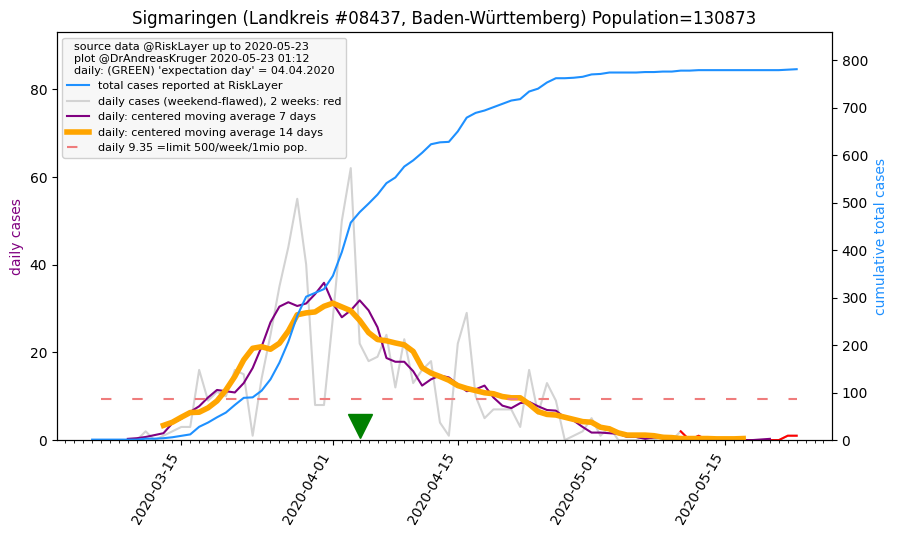 Sigmaringen (Landkreis #08437, Baden-Württemberg) Population=130873
source data @RiskLayer up to 2020-05-23
plot @DrAndreasKruger 2020-05-23 01:12
daily: (GREEN) 'expectation day' = 04.04.2020
total cases reported at RiskLayer
daily cases (weekend-flawed), 2 weeks: red
daily: centered moving average 7 days
daily: centered moving average 14 days
daily 9.35 =limit 500/week/1mio pop.
daily cases
80
60
40
20
0
cumulative total cases
800
700
600
500
400
300
200
100
0
2020-03-15
2020-04-01
2020-04-15
2020-05-01
2020-05-15